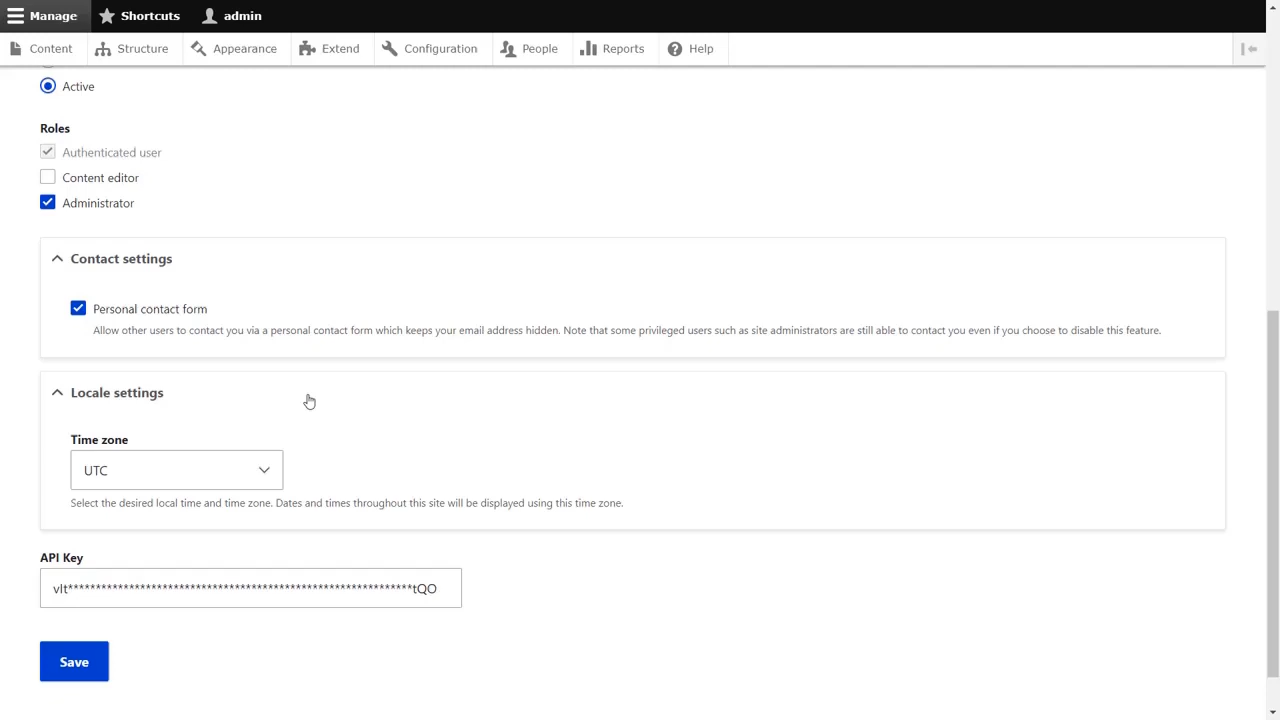 Manage Shortcuts admin
Content Structure Appearance Extend Configuration People Reports Help
Active
Roles
Authenticated user
Content editor
Administrator
Contact settings
Personal contact form
Allow other users to contact you via a personal contact form which keeps your email address hidden. Note that some privileged users such as site administrators are still able to contact you even if you choose to disable this feature.
Locale settings
Time zone
UTC
Select the desired local time and time zone. Dates and times throughout this site will be displayed using this time zone.
API Key
vIt**************************************************************tQO
Save